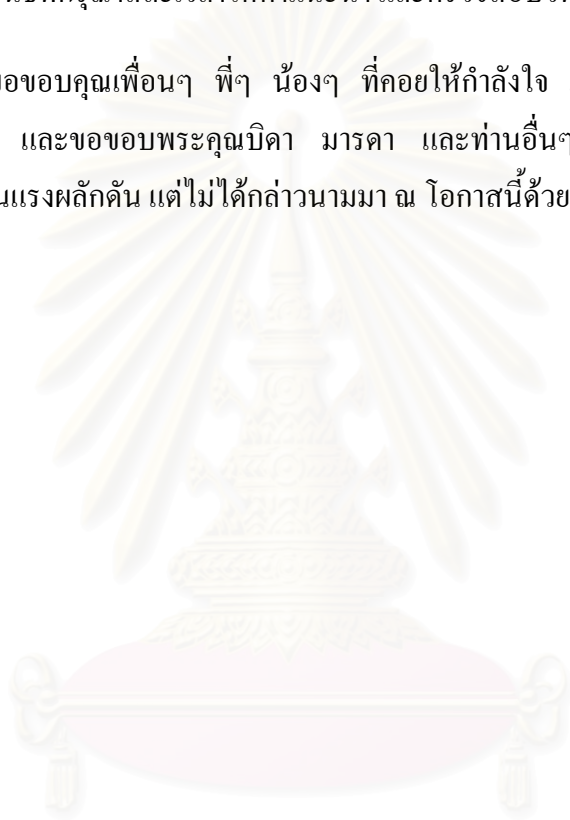 ขอขอบคุณเพื่อนๆ พี่ๆ น้องๆ ที่คอยให้กำลังใจ
และขอขอบพระคุณบิดา มารดา และท่านอื่นๆ
แรงผลักดัน แต่ไม่ได้กล่าวนามมา ณ โอกาสนี้ด้วย